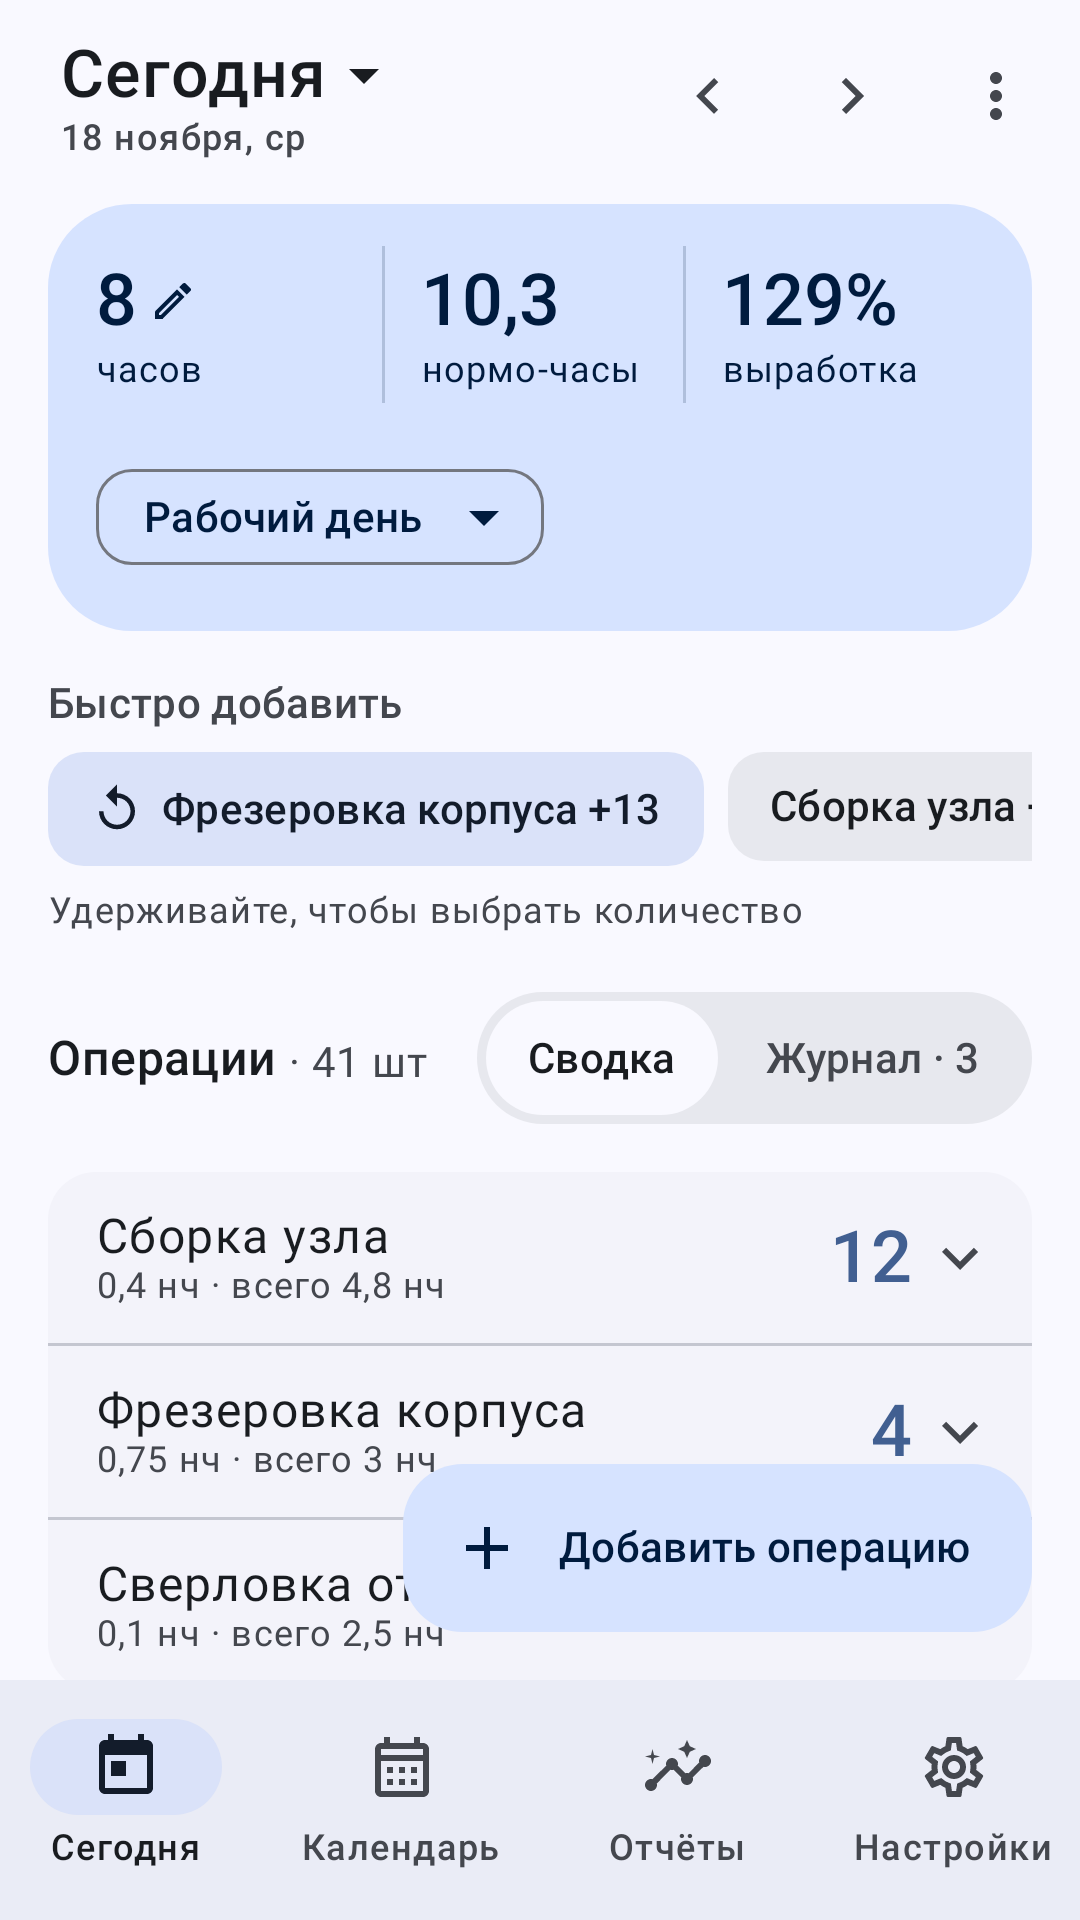 Сегодня
18 ноября, ср
8
10,3
129%
часов
нормо-часы
выработка
Рабочий день
Быстро добавить
Фрезеровка корпуса +13
Сборка узла
Удерживайте, чтобы выбрать количество
Операции · 41 шт
Сводка
Журнал · 3
Сборка узла
0,4 нч · всего 4,8 нч
12
Фрезеровка корпуса
0,75 нч · всего 3 нч
4
Добавить операцию
Сверловка
0,1 нч · всего 2,5 нч
Сегодня
Календарь
Отчёты
Настройки